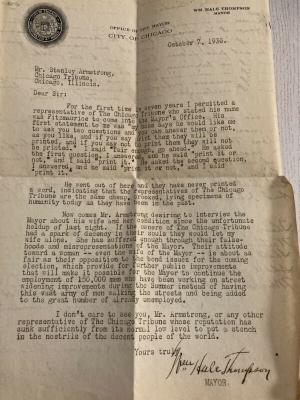 WM HALE THOMPSON
MAYOR
OFFICE OF THE MAYOR
CITY OF CHICAGO
October 7, 1930.
Mr. Stanley Armstrong,
Chicago Tribune,
Chicago, Illinois.
Dear Sir:
For the first time in seven years I permitted a
representative of The Chicago Tribune who stated his name
was Fitzmaurice to come into the Mayor's Office. His
first statement to me was "my boss says he would like me
to ask you two questions and you can answer them or not,
as you like, and if you say print them they will be
printed, and if you say not to print them they will not
be printed." I said "Fair enough, go ahead." He asked
the first question, I answered, and he said "print it or
not," and I said "print it." He asked the second question,
I answered, and he said "print it or not," and I said
"print it."
He went out of here and they have never printed
a word, indicating that the representatives of The Chicago
Tribune are the same cheap, crooked, lying specimens of
humanity today as they have been in the past.
Now comes Mr. Armstrong desiring to interview the
Mayor about his wife and her condition since the unfortunate
holdup of last night. If the owners of The Chicago Tribune
had a spark of decency in their souls they would let my
wife alone. She has suffered enough through their false-
hoods and misrepresentations of the Mayor. Their attitude
toward a woman -- even the wife of the Mayor -- is about as
fair as their opposition to the bond issues for the coming
election, which provide for further public improvements
that will make it possible for the Mayor to continue the
employment of 150,000 men who have been working on street
widening improvements during the Summer instead of having
this vast army of men walking the streets and being added
to the great number of already unemployed.
I don't care to see you, Mr. Armstrong, or any other
representative of The Chicago Tribune whose reputation has
sunk sufficiently from its normal low level to put a stench
in the nostrils of the decent people of the world.
Yours truly,
Wm Hale Thompson
MAYOR.